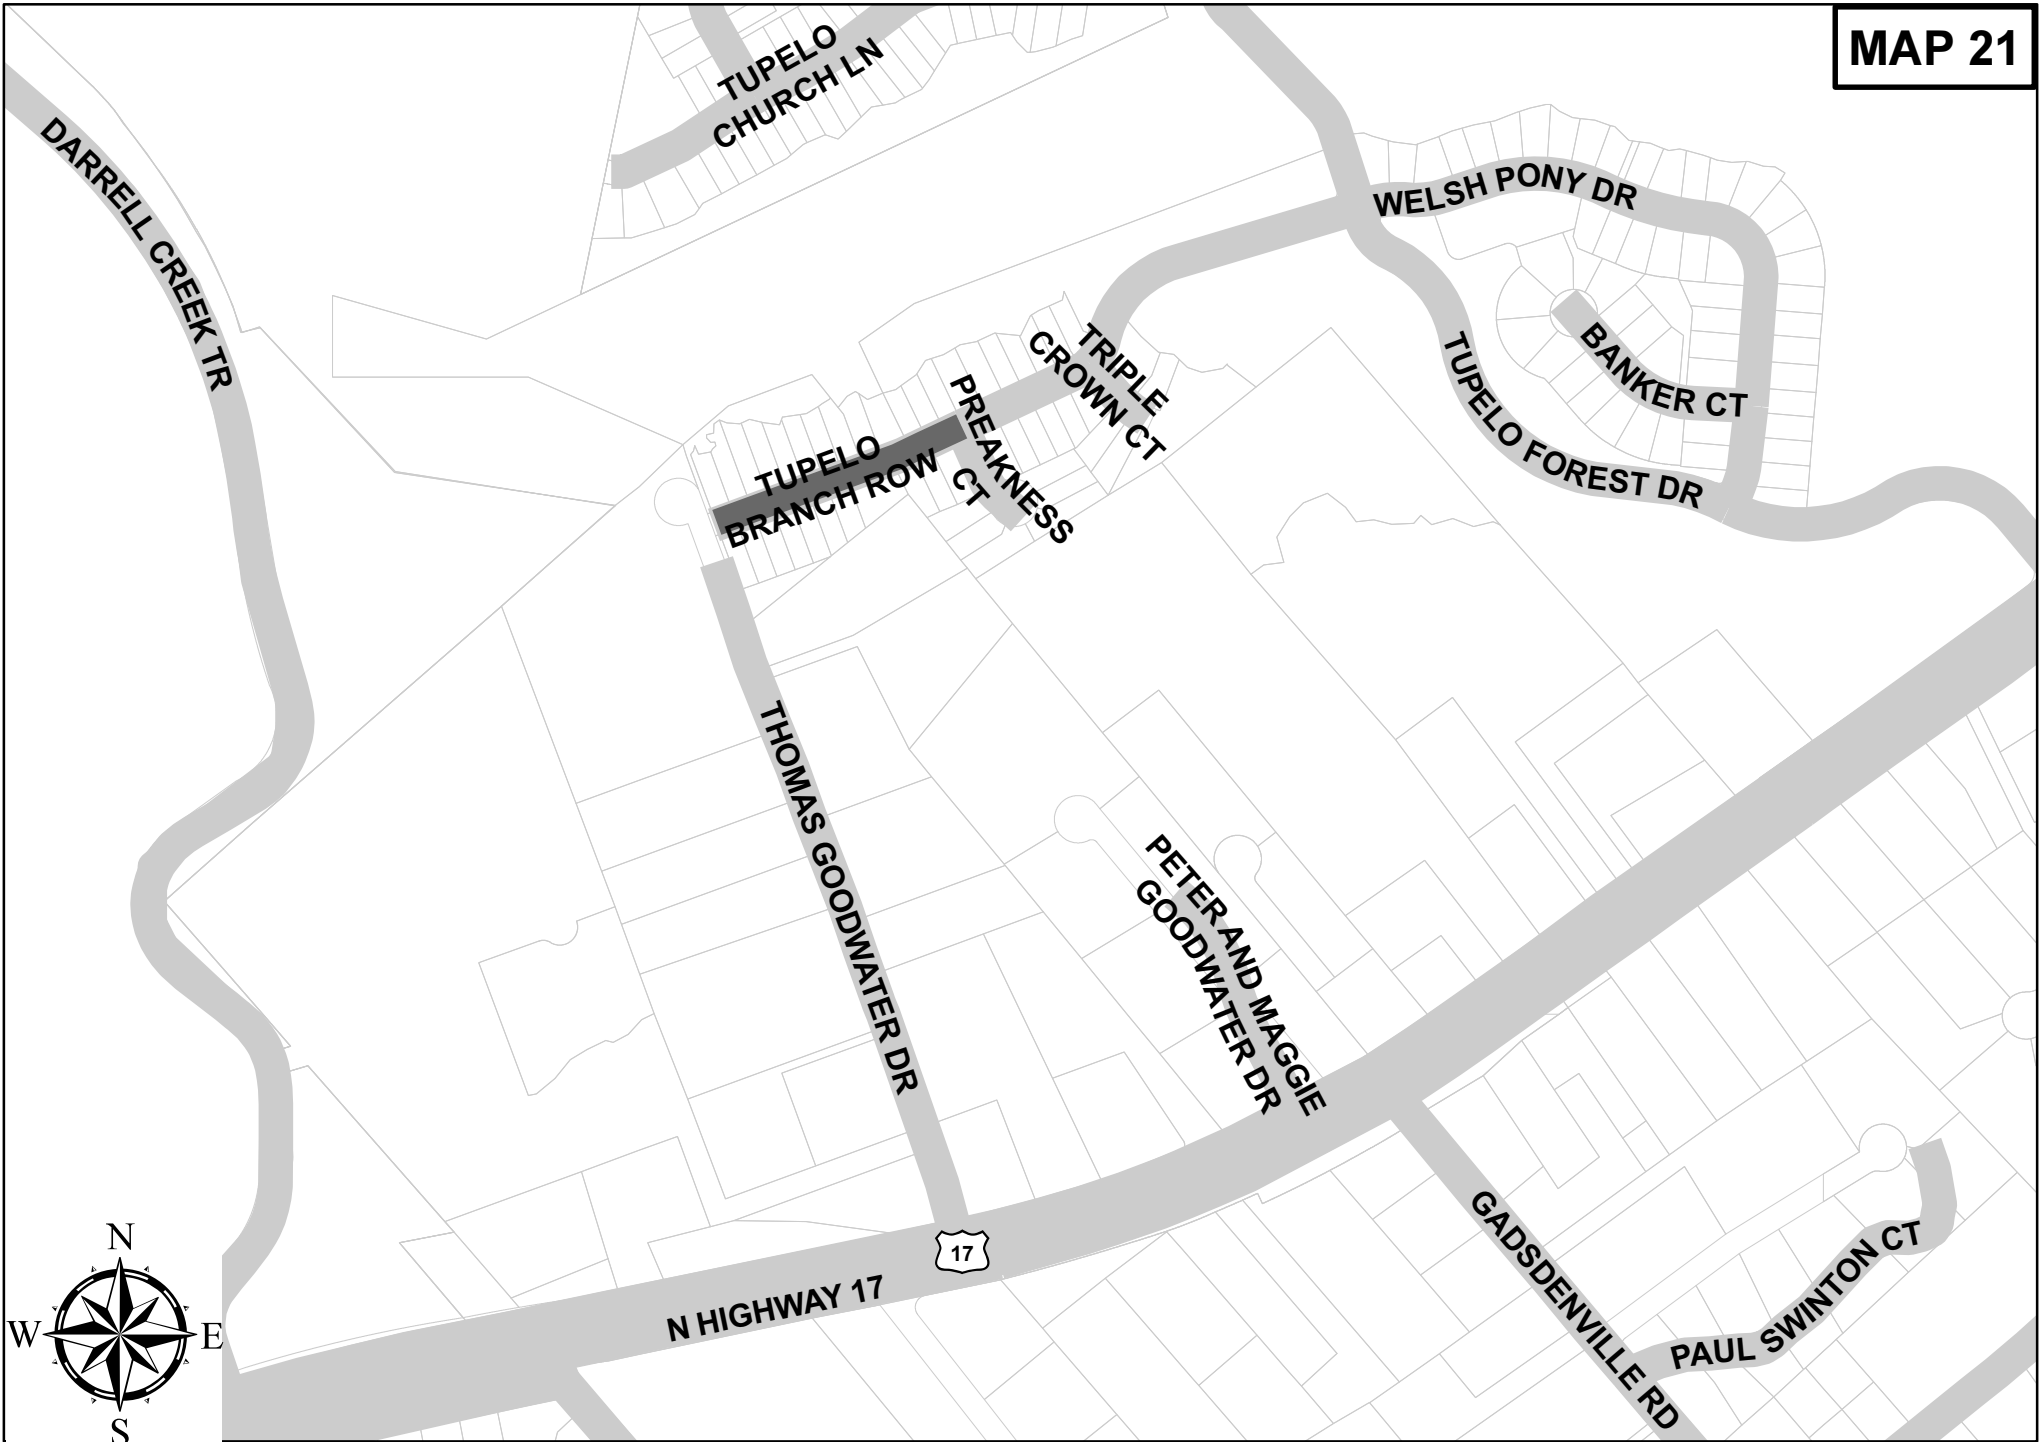 MAP 21
TUPELO
CHURCH LN
DARRELL CREEK TR
WELSH PONY DR
BANKER CT
TRIPLE
CROWN CT
TUPELO FOREST DR
PREAKNESS
CT
TUPELO
BRANCH ROW
THOMAS GOODWATER DR
PETER AND MAGGIE
GOODWATER DR
GADSDENVILLE RD
PAUL SWINTON CT
17
N HIGHWAY 17
N
W
E
S